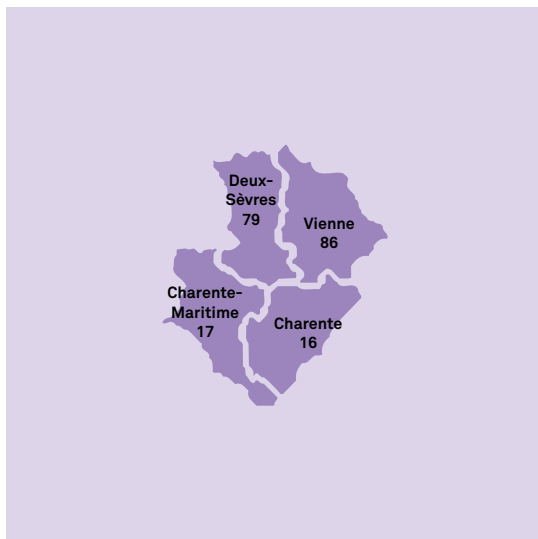 Deux-
Sèvres
79
Vienne
86
Charente-
Maritime
17
Charente
16